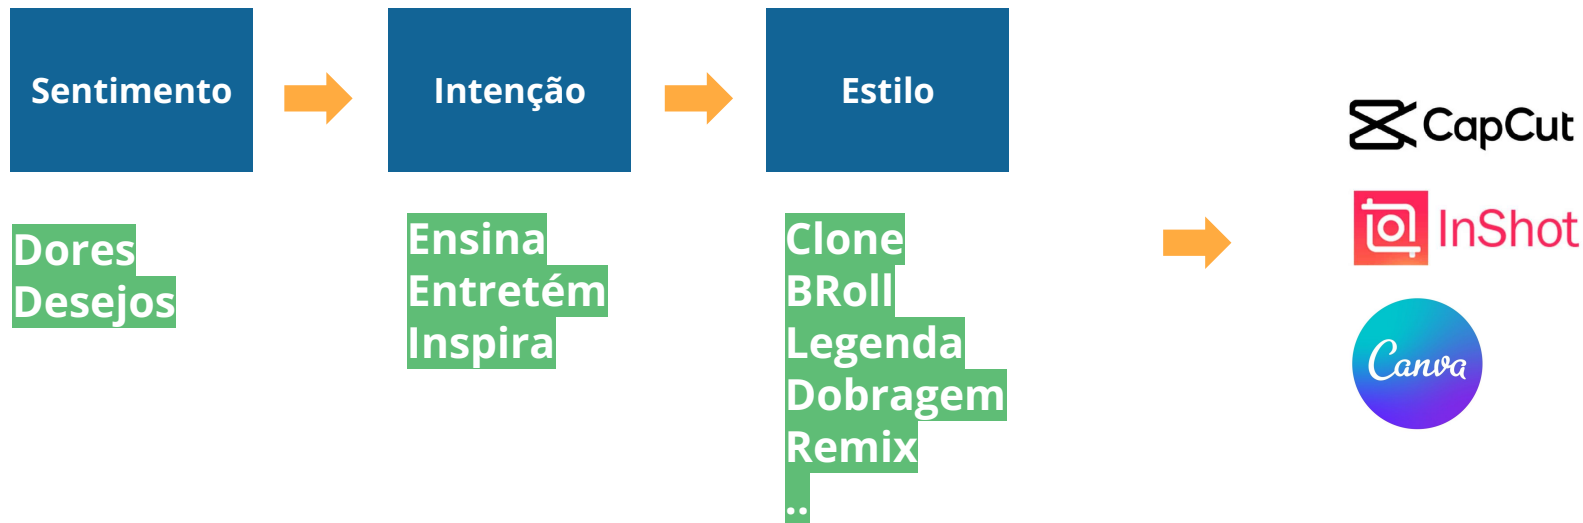 Sentimento
Intenção
Estilo
Dores
Desejos
Ensina
Entretém
Inspira
Clone
BRoll
Legenda
Dobragem
Remix
..
CapCut
InShot
Canva